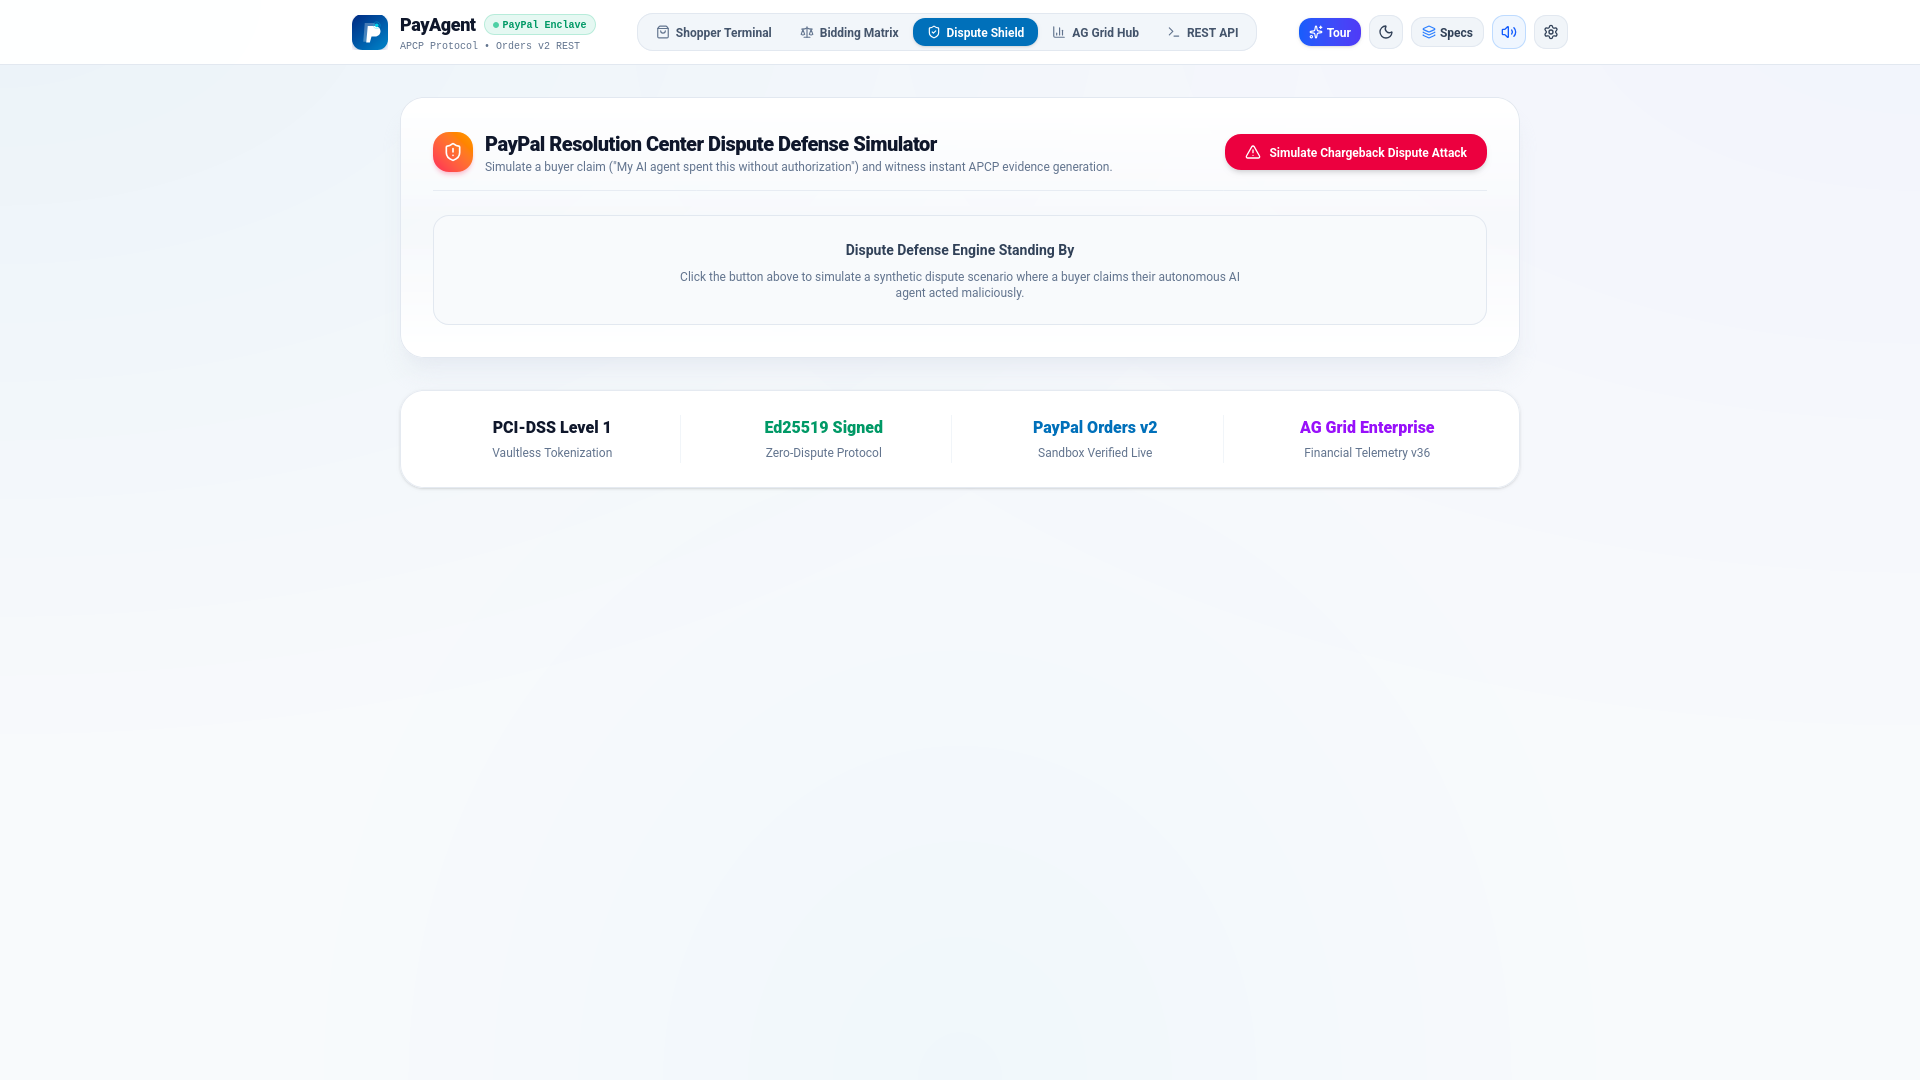 PayAgent
PayPal Enclave
APCP Protocol • Orders v2 REST
Shopper Terminal
Bidding Matrix
Dispute Shield
AG Grid Hub
REST API
Tour
Specs
PayPal Resolution Center Dispute Defense Simulator
Simulate a buyer claim ("My AI agent spent this without authorization") and witness instant APCP evidence generation.
Simulate Chargeback Dispute Attack
Dispute Defense Engine Standing By
Click the button above to simulate a synthetic dispute scenario where a buyer claims their autonomous AI
agent acted maliciously.
PCI-DSS Level 1
Vaultless Tokenization
Ed25519 Signed
Zero-Dispute Protocol
PayPal Orders v2
Sandbox Verified Live
AG Grid Enterprise
Financial Telemetry v36